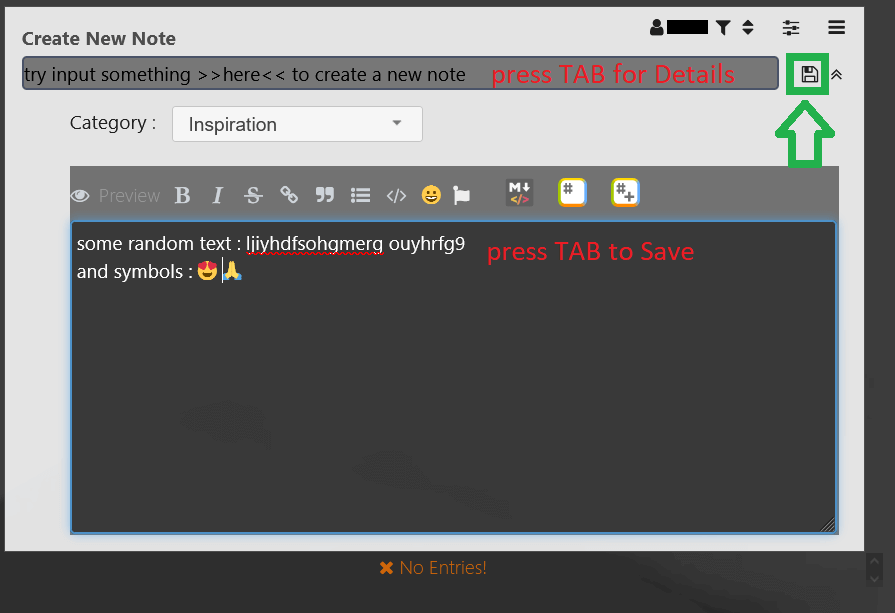 Create New Note
try input something >>here<< to create a new note press TAB for Details
Category : Inspiration
Preview B I S M↓ </> # #+
some random text : ljiyhdfsohgmerq ouyhrfg9 press TAB to Save
and symbols : 😍 🙏
No Entries!